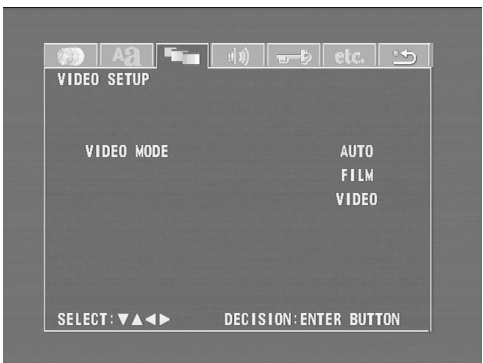 Aa etc.
VIDEO SETUP
VIDEO MODE AUTO
FILM
VIDEO
SELECT:▼▲◀▶ DECISION:ENTER BUTTON